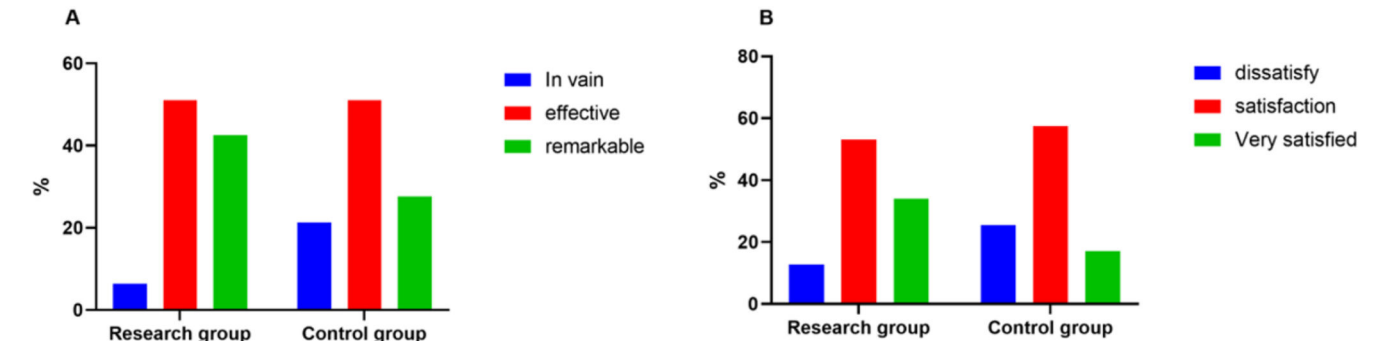 A
60
40
20
0
%
Research group
Control group
In vain
effective
remarkable
B
80
60
40
20
0
%
Research group
Control group
dissatisfy
satisfaction
Very satisfied